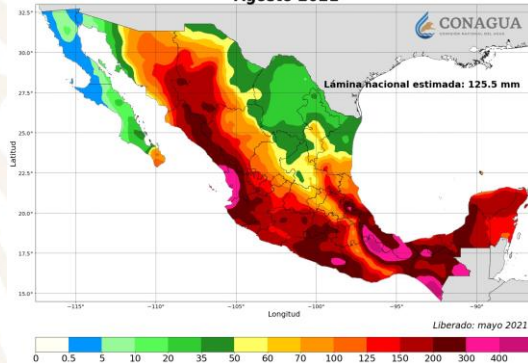 Agosto 2021
CONAGUA
COMISIÓN NACIONAL DEL AGUA
Lámina nacional estimada: 125.5 mm
Latitud
32.5°
30.0°
27.5°
25.0°
22.5°
20.0°
17.5°
15.0°
−115° −110° −105° −100° −95° −90°
Longitud
Liberado: mayo 2021
0 0.5 5 10 20 35 50 60 70 100 125 150 200 300 400